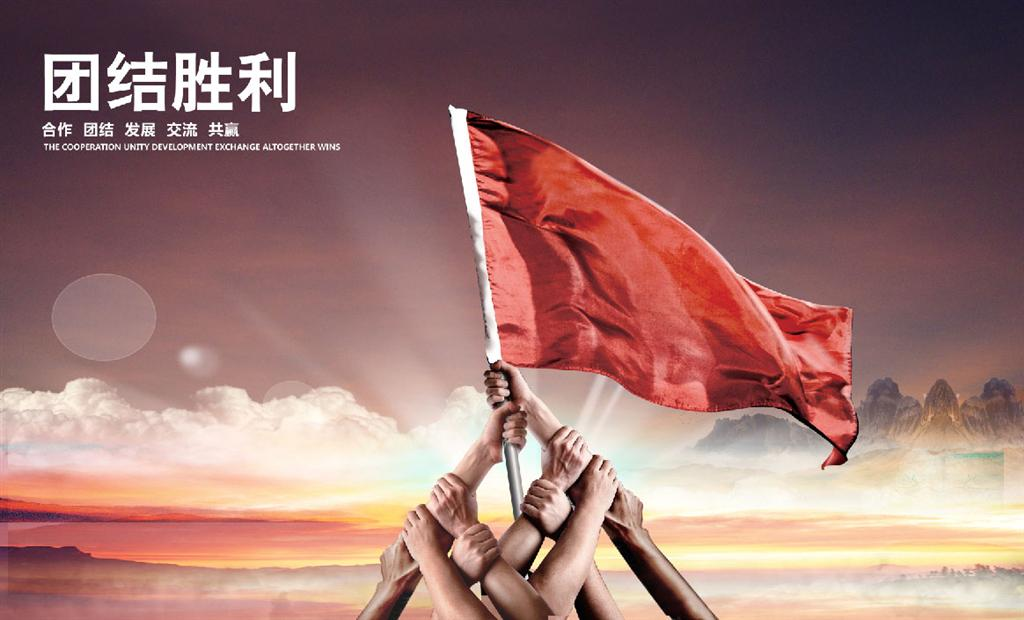 团结胜利
合作 团结 发展 交流 共赢
THE COOPERATION UNITY DEVELOPMENT EXCHANGE ALTOGETHER WINS